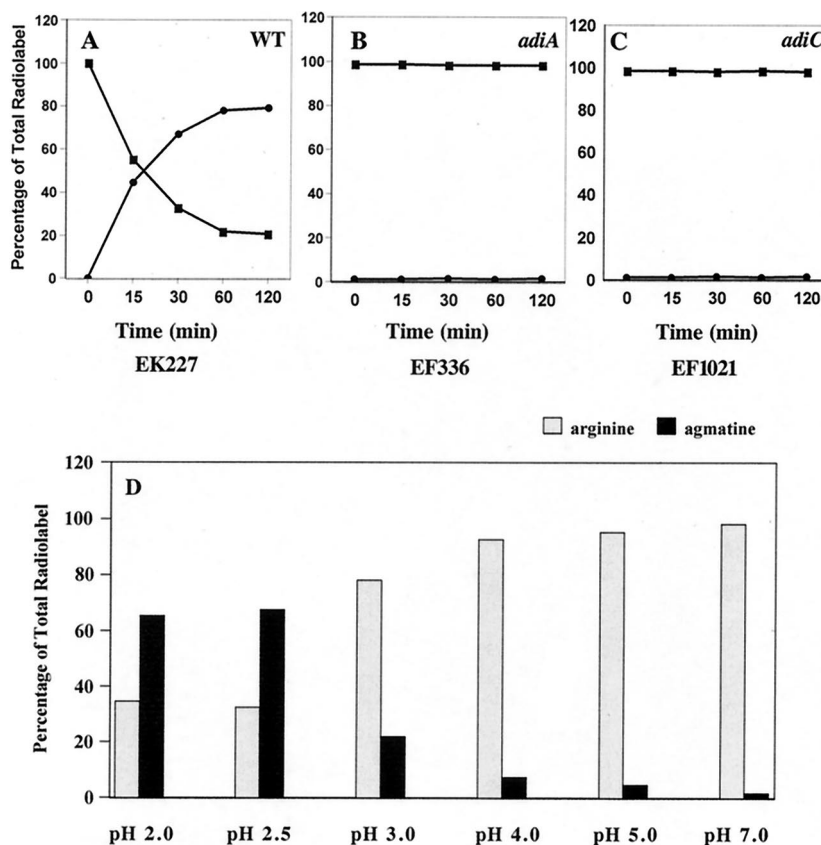 A
WT
B
adiA
C
adiC
Percentage of Total Radiolabel
120
100
80
60
40
20
0
0 15 30 60 120
Time (min)
EK227
120
100
80
60
40
20
0
0 15 30 60 120
Time (min)
EF336
120
100
80
60
40
20
0
0 15 30 60 120
Time (min)
EF1021
arginine
agmatine
D
Percentage of Total Radiolabel
120
100
80
60
40
20
0
pH 2.0 pH 2.5 pH 3.0 pH 4.0 pH 5.0 pH 7.0